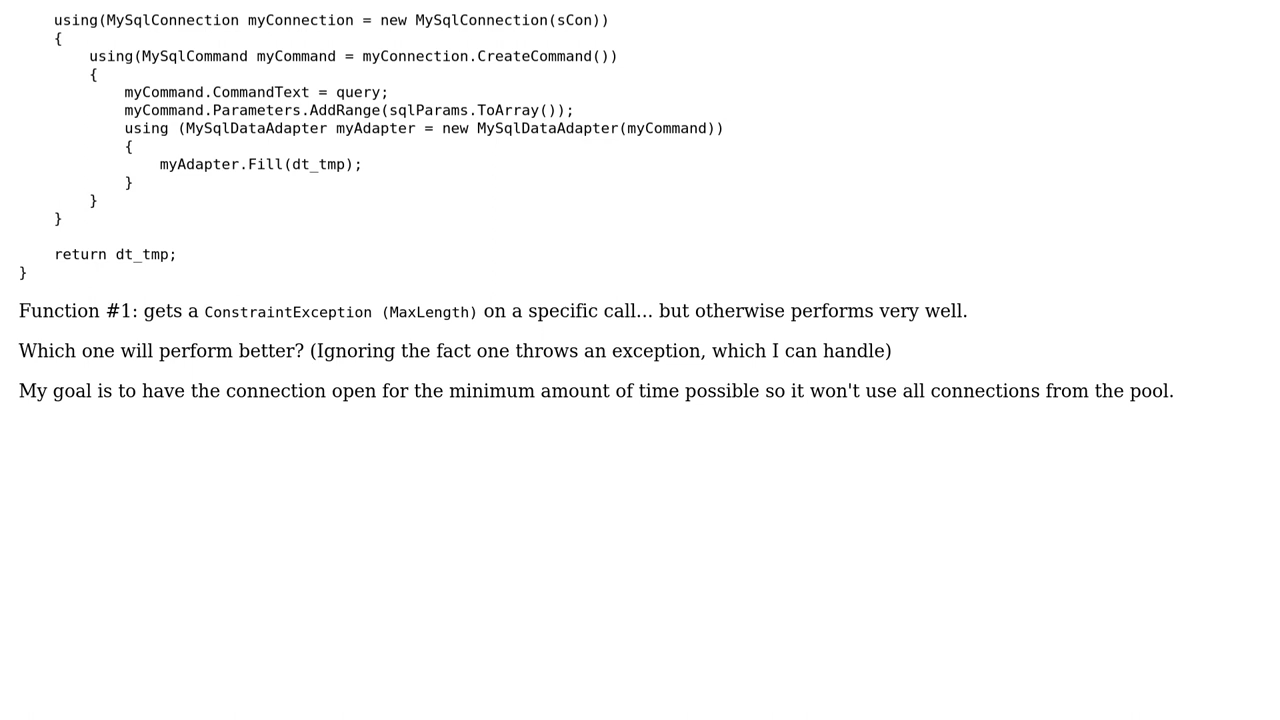 using(MySqlConnection myConnection = new MySqlConnection(sCon))
{
using(MySqlCommand myCommand = myConnection.CreateCommand())
{
myCommand.CommandText = query;
myCommand.Parameters.AddRange(sqlParams.ToArray());
using (MySqlDataAdapter myAdapter = new MySqlDataAdapter(myCommand))
{
myAdapter.Fill(dt_tmp);
}
}
}
return dt_tmp;
}
Function #1: gets a ConstraintException (MaxLength) on a specific call... but otherwise performs very well.
Which one will perform better? (Ignoring the fact one throws an exception, which I can handle)
My goal is to have the connection open for the minimum amount of time possible so it won't use all connections from the pool.